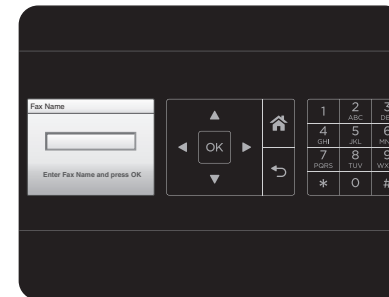 Fax Name
Enter Fax Name and press OK
OK
1 2 3
ABC
4 5 6
GHI JKL
7 8 9
PQRS TUV
* 0 #